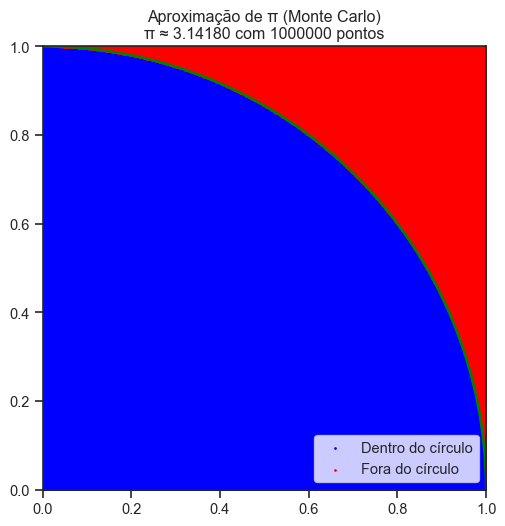 Aproximação de π (Monte Carlo)
π ≈ 3.14180 com 1000000 pontos
1.0
0.8
0.6
0.4
0.2
0.0
Dentro do círculo
Fora do círculo
0.0 0.2 0.4 0.6 0.8 1.0